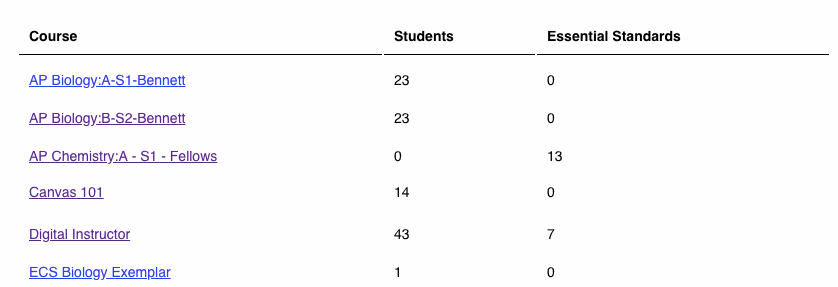 Course Students Essential Standards
AP Biology:A-S1-Bennett 23 0
AP Biology:B-S2-Bennett 23 0
AP Chemistry:A - S1 - Fellows 0 13
Canvas 101 14 0
Digital Instructor 43 7
ECS Biology Exemplar 1 0